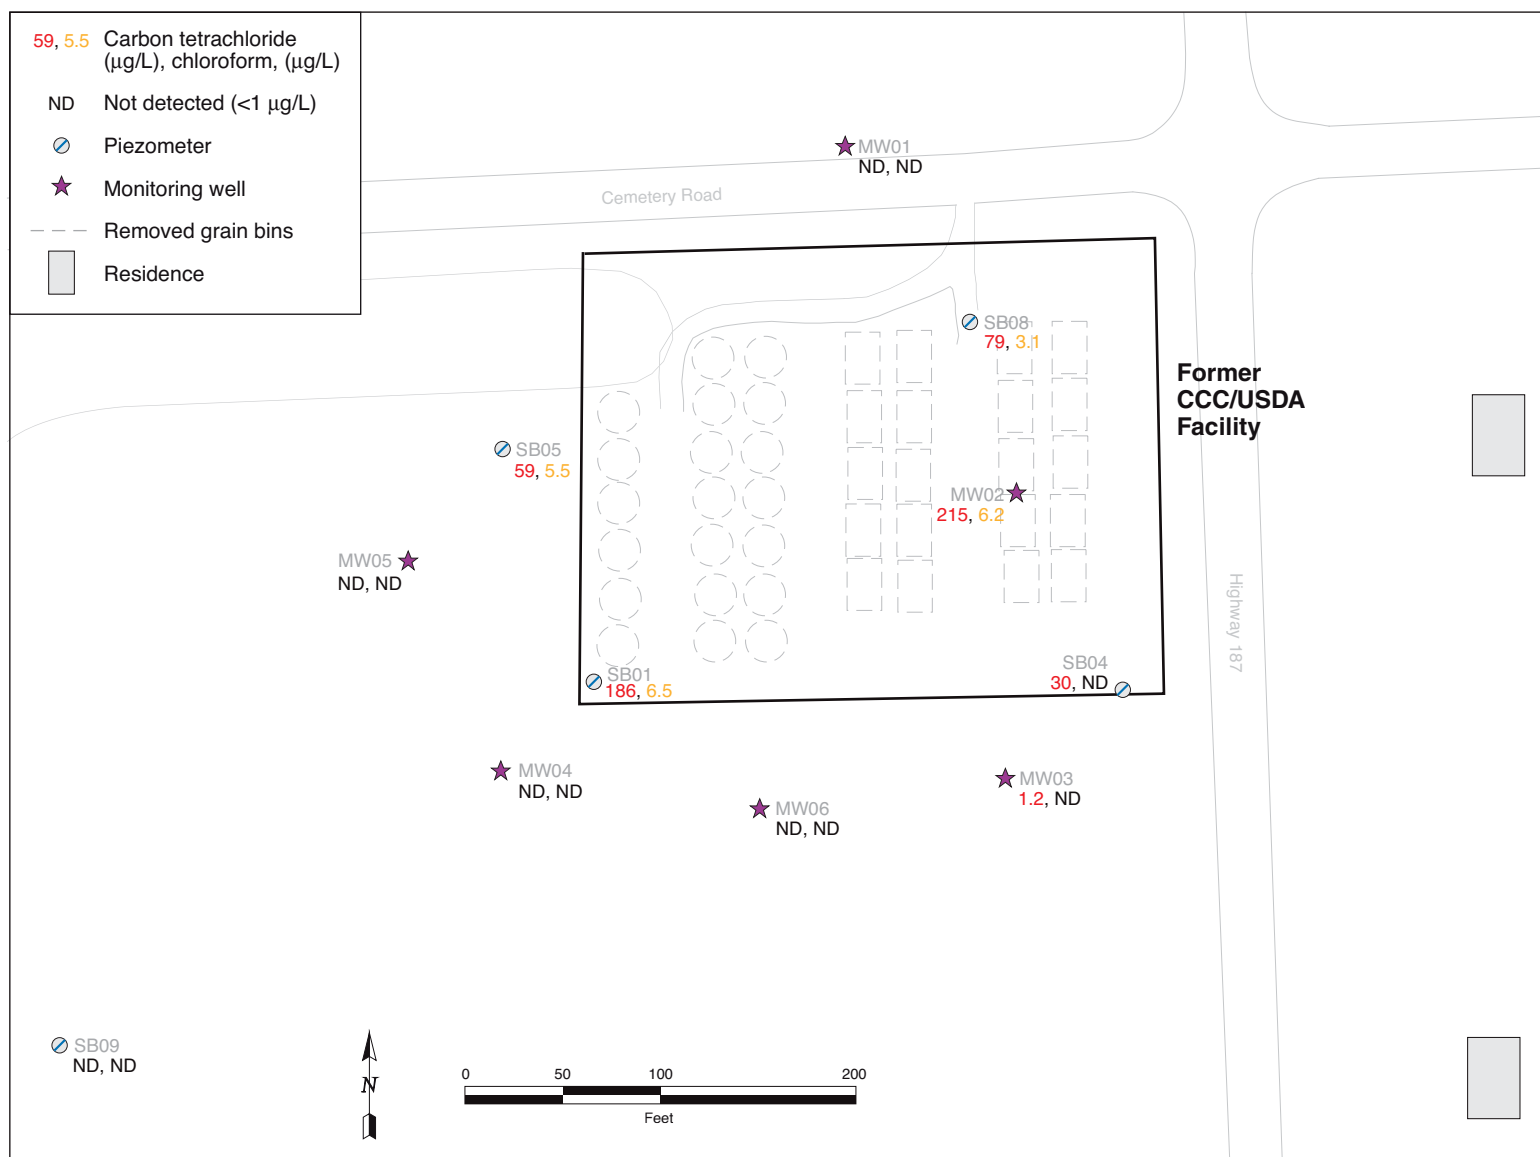 59, 5.5 Carbon tetrachloride
(µg/L), chloroform, (µg/L)
ND Not detected (<1 µg/L)
Piezometer
Monitoring well
Removed grain bins
Residence
MW01
ND, ND
Cemetery Road
SB08
79, 3.1
Former
CCC/USDA
Facility
SB05
59, 5.5
MW02
215, 6.2
MW05
ND, ND
Highway 187
SB04
30, ND
SB01
186, 6.5
MW04
ND, ND
MW03
1.2, ND
MW06
ND, ND
SB09
ND, ND
N
0 50 100 200
Feet